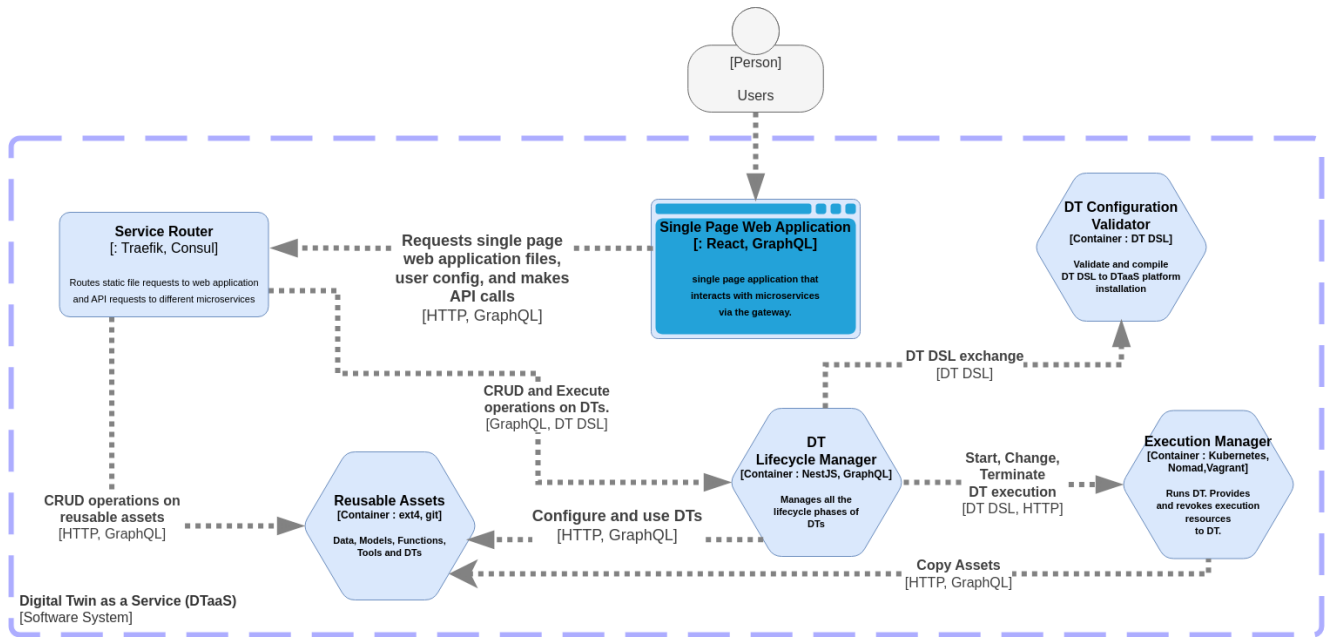 [Person]
Users
Service Router
[: Traefik, Consul]
Routes static file requests to web application
and API requests to different microservices
Requests single page
web application files,
user config, and makes
API calls
[HTTP, GraphQL]
Single Page Web Application
[: React, GraphQL]
single page application that
interacts with microservices
via the gateway.
DT Configuration
Validator
[Container : DT DSL]
Validate and compile
DT DSL to DTaaS platform
installation
DT DSL exchange
[DT DSL]
CRUD and Execute
operations on DTs.
[GraphQL, DT DSL]
DT
Lifecycle Manager
[Container : NestJS, GraphQL]
Manages all the
lifecycle phases of
DTs
Start, Change,
Terminate
DT execution
[DT DSL, HTTP]
Execution Manager
[Container : Kubernetes,
Nomad,Vagrant]
Runs DT. Provides
and revokes execution
resources
to DT.
CRUD operations on
reusable assets
[HTTP, GraphQL]
Reusable Assets
[Container : ext4, git]
Data, Models, Functions,
Tools and DTs
Configure and use DTs
[HTTP, GraphQL]
Copy Assets
[HTTP, GraphQL]
Digital Twin as a Service (DTaaS)
[Software System]